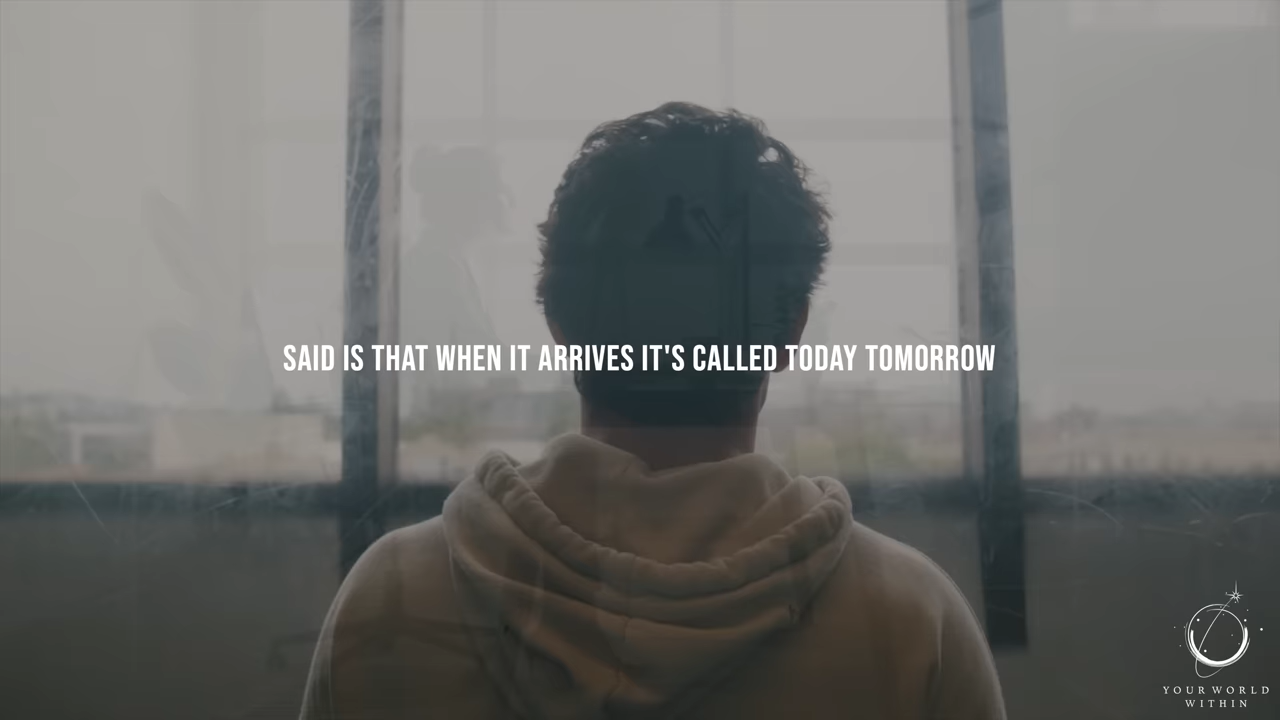 SAID IS THAT WHEN IT ARRIVES IT'S CALLED TODAY TOMORROW
YOUR WORLD
WITHIN